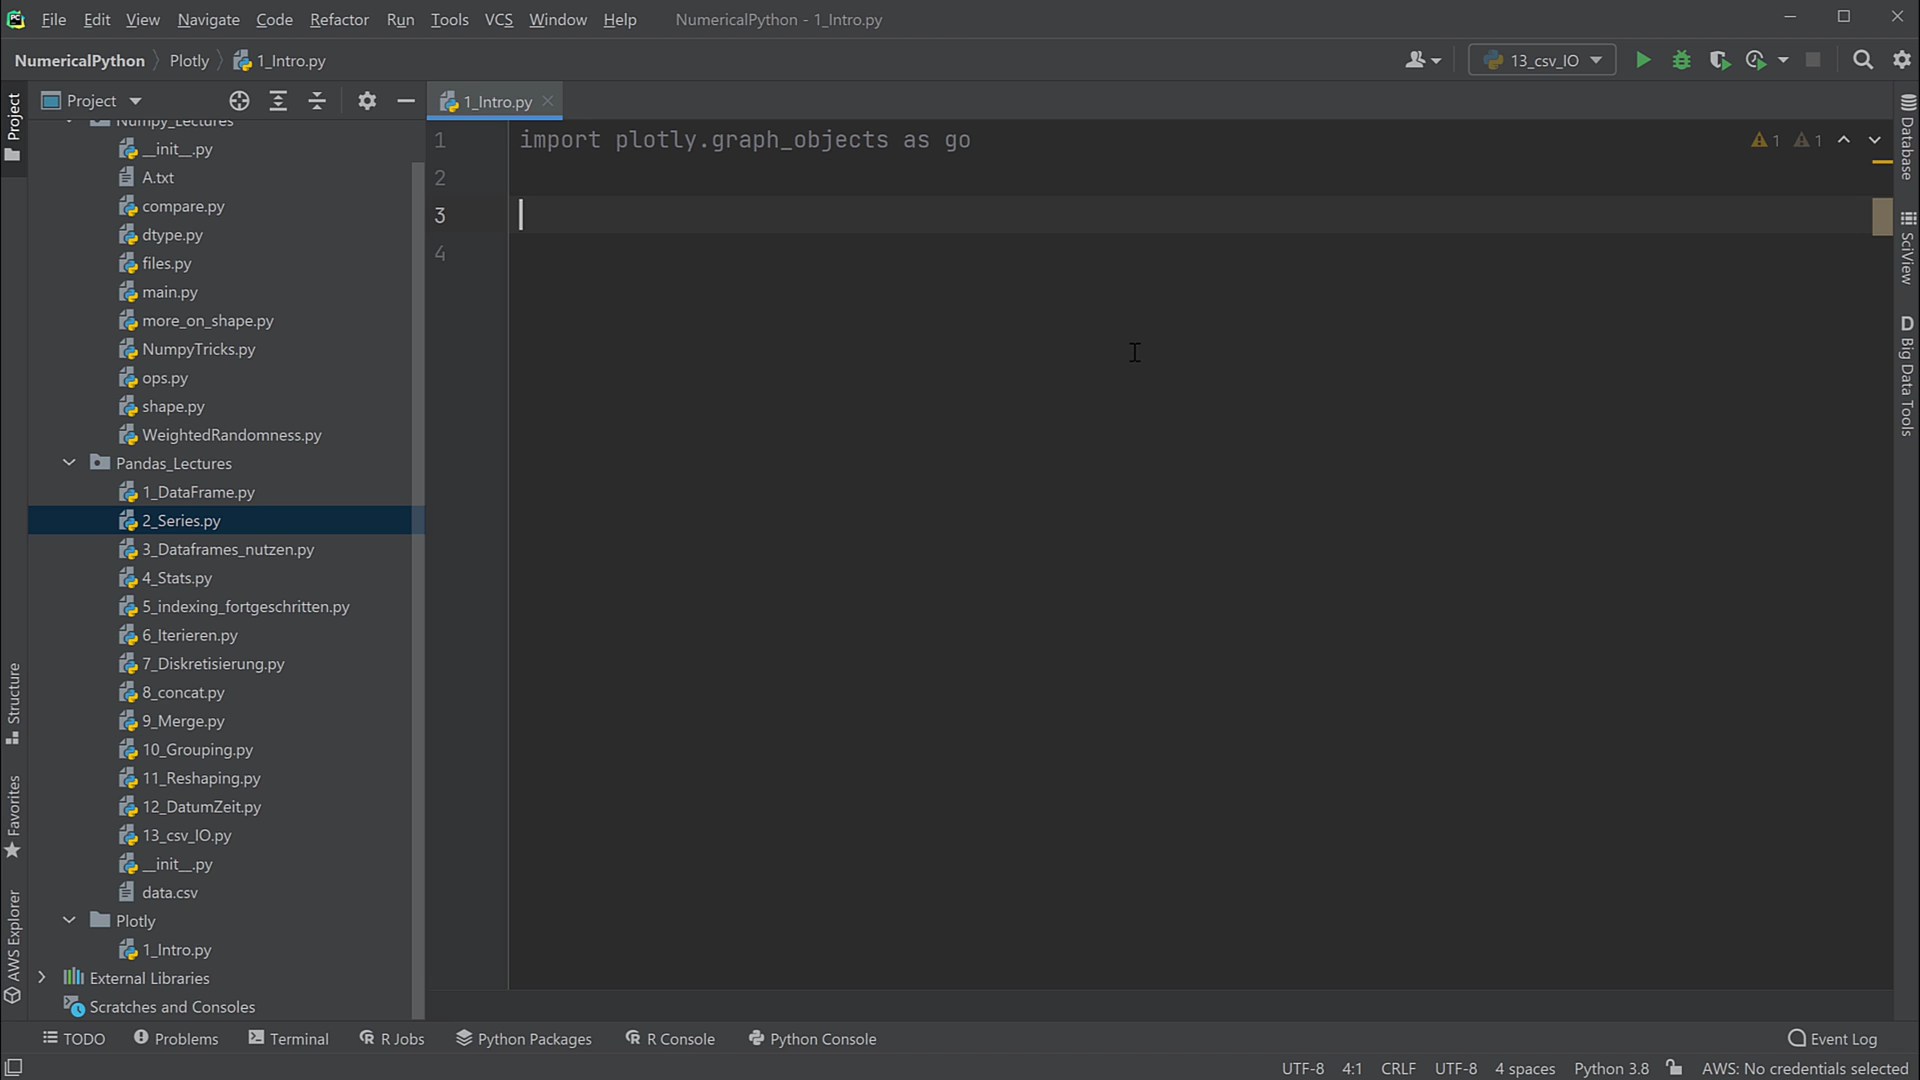 File Edit View Navigate Code Refactor Run Tools VCS Window Help NumericalPython - 1_Intro.py
NumericalPython Plotly 1_Intro.py 13_csv_IO
Project
Project
Structure
Favorites
AWS Explorer
Numpy_Lectures
__init__.py
A.txt
compare.py
dtype.py
files.py
main.py
more_on_shape.py
NumpyTricks.py
ops.py
shape.py
WeightedRandomness.py
Pandas_Lectures
1_DataFrame.py
2_Series.py
3_Dataframes_nutzen.py
4_Stats.py
5_indexing_fortgeschritten.py
6_Iterieren.py
7_Diskretisierung.py
8_concat.py
9_Merge.py
10_Grouping.py
11_Reshaping.py
12_DatumZeit.py
13_csv_IO.py
__init__.py
data.csv
Plotly
1_Intro.py
External Libraries
Scratches and Consoles
1_Intro.py
1 import plotly.graph_objects as go
2
3
4
1 1
Database
SciView
D Big Data Tools
TODO Problems Terminal R Jobs Python Packages R Console Python Console Event Log
UTF-8 4:1 CRLF UTF-8 4 spaces Python 3.8 AWS: No credentials selected